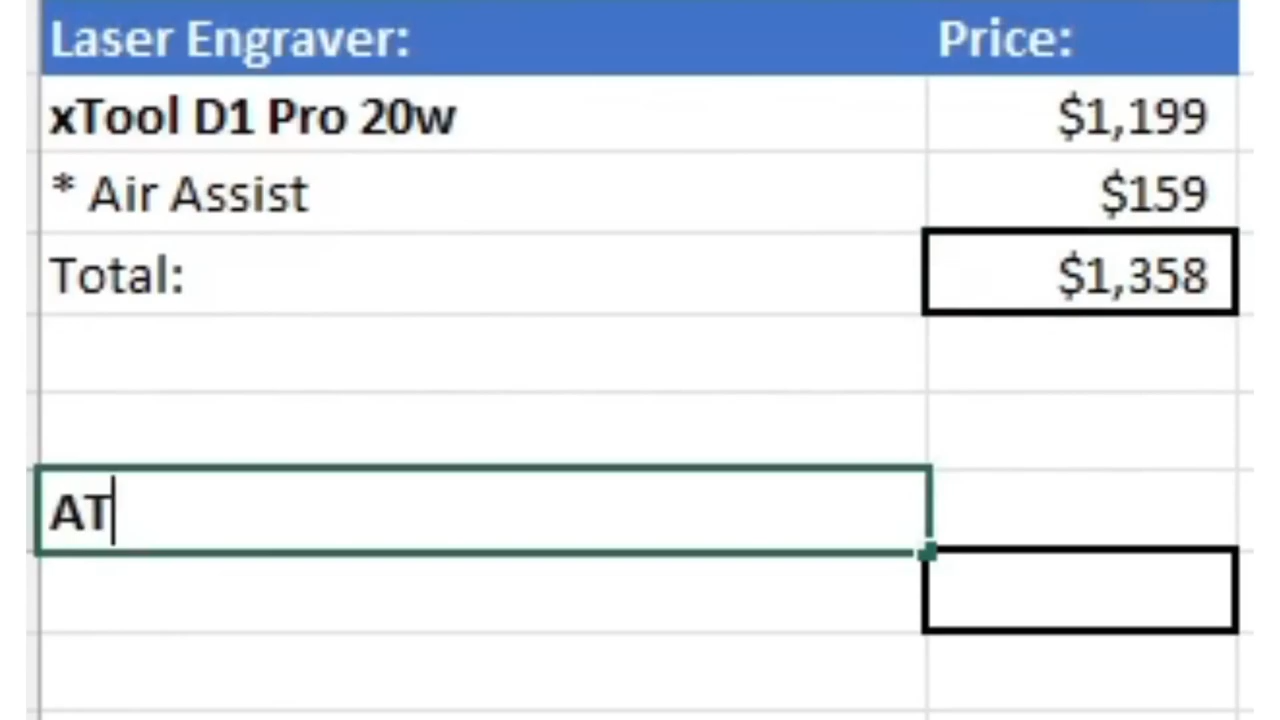 Laser Engraver: Price:
xTool D1 Pro 20w $1,199
* Air Assist $159
Total: $1,358
AT